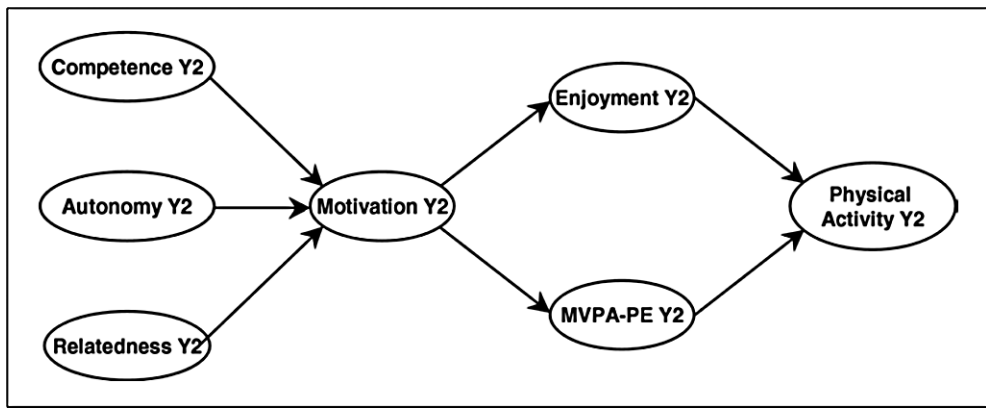 Competence Y2
Enjoyment Y2
Autonomy Y2
Motivation Y2
Physical
Activity Y2
MVPA-PE Y2
Relatedness Y2